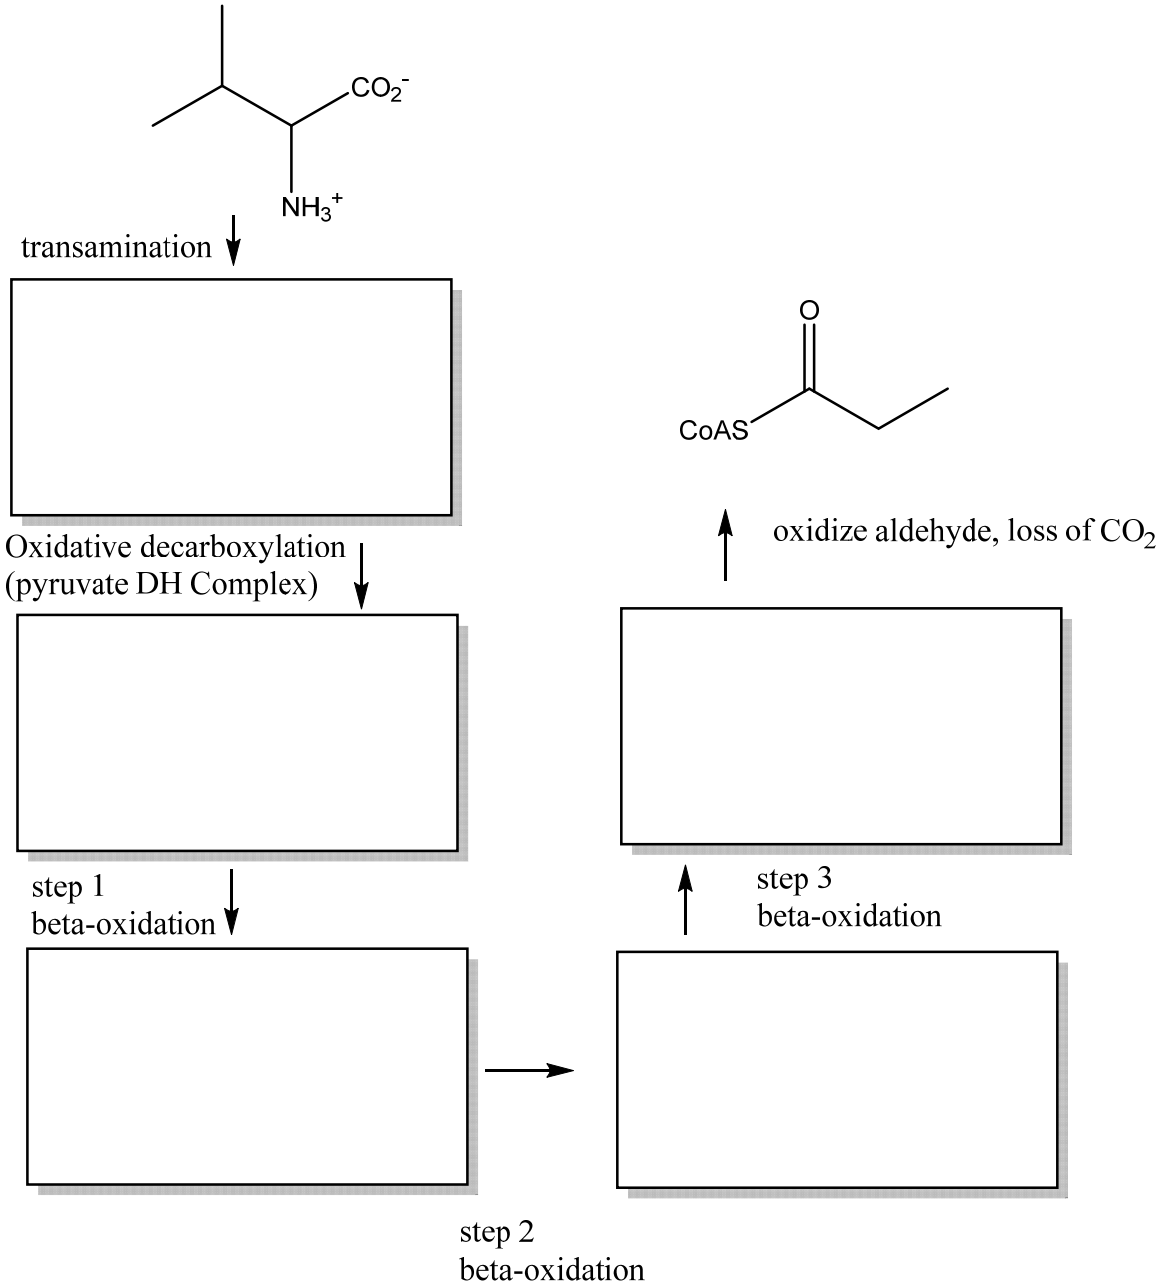 CO₂⁻
NH₃⁺
transamination
O
CoAS
oxidize aldehyde, loss of CO₂
Oxidative decarboxylation
(pyruvate DH Complex)
step 1
beta-oxidation
step 3
beta-oxidation
step 2
beta-oxidation